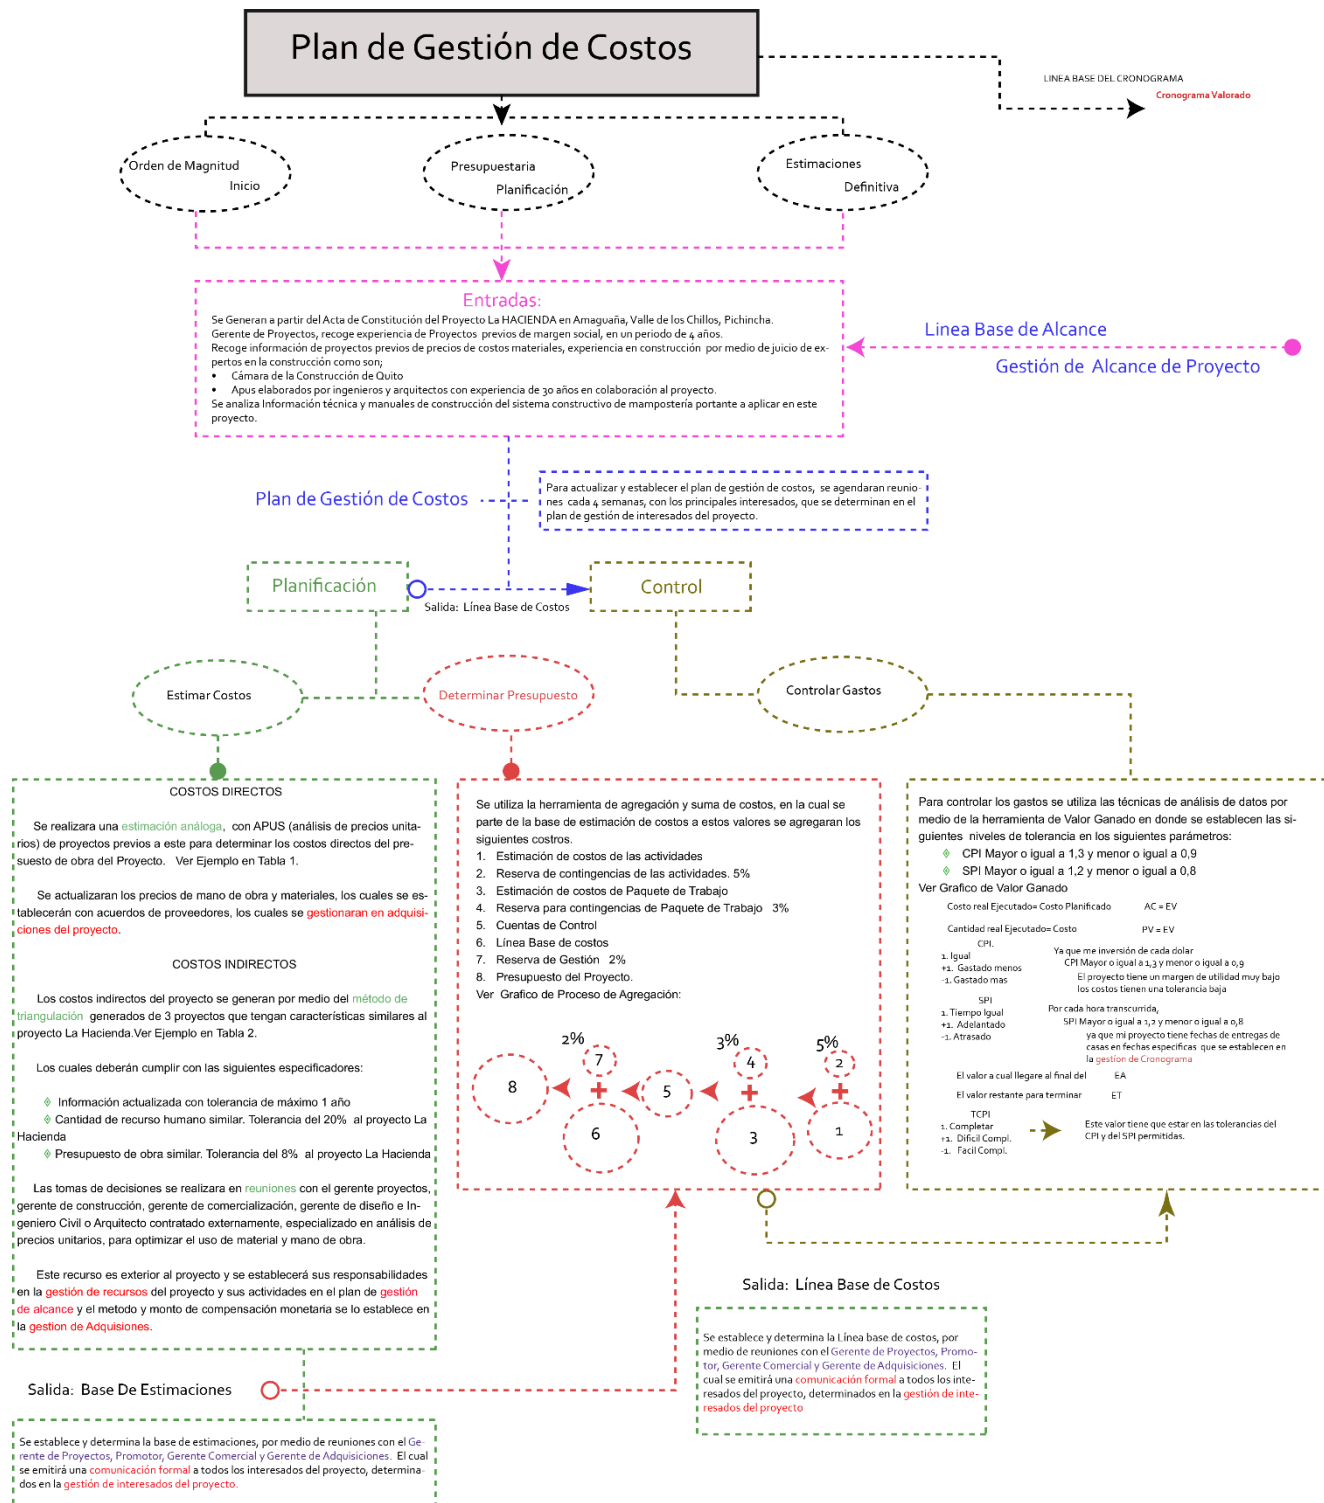 Plan de Gestión de Costos
LINEA BASE DEL CRONOGRAMA
Cronograma Valorado
Orden de Magnitud
Inicio
Presupuestaria
Planificación
Estimaciones
Definitiva
Entradas:
Se Generan a partir del Acta de Constitución del Proyecto La HACIENDA en Amaguaña, Valle de los Chillos, Pichincha.
Gerente de Proyectos, recoge experiencia de Proyectos previos de margen social, en un periodo de 4 años.
Recoge información de proyectos previos de precios de costos materiales, experiencia en construcción por medio de juicio de ex-
pertos en la construcción como son;
• Cámara de la Construcción de Quito
• Apus elaborados por ingenieros y arquitectos con experiencia de 30 años en colaboración al proyecto.
Se analiza Información técnica y manuales de construcción del sistema constructivo de mampostería portante a aplicar en este
proyecto.
Linea Base de Alcance
Gestión de Alcance de Proyecto
Plan de Gestión de Costos
Para actualizar y establecer el plan de gestión de costos, se agendaran reunio-
nes cada 4 semanas, con los principales interesados, que se determinan en el
plan de gestión de interesados del proyecto.
Planificación
Salida: Línea Base de Costos
Control
Estimar Costos
Determinar Presupuesto
Controlar Gastos
COSTOS DIRECTOS
Se realizara una estimación análoga, con APUS (análisis de precios unita-
rios) de proyectos previos a este para determinar los costos directos del pre-
suesto de obra del Proyecto. Ver Ejemplo en Tabla 1.
Se actualizaran los precios de mano de obra y materiales, los cuales se es-
tablecerán con acuerdos de proveedores, los cuales se gestionaran en adquisi-
ciones del proyecto.
COSTOS INDIRECTOS
Los costos indirectos del proyecto se generan por medio del método de
triangulación generados de 3 proyectos que tengan características similares al
proyecto La Hacienda.Ver Ejemplo en Tabla 2.
Los cuales deberán cumplir con las siguientes especificadores:
Información actualizada con tolerancia de máximo 1 año
Cantidad de recurso humano similar. Tolerancia del 20% al proyecto La
Hacienda
Presupuesto de obra similar. Tolerancia del 8% al proyecto La Hacienda
Las tomas de decisiones se realizara en reuniones con el gerente proyectos,
gerente de construcción, gerente de comercialización, gerente de diseño e In-
geniero Civil o Arquitecto contratado externamente, especializado en análisis de
precios unitarios, para optimizar el uso de material y mano de obra.
Este recurso es exterior al proyecto y se establecerá sus responsabilidades
en la gestión de recursos del proyecto y sus actividades en el plan de gestión
de alcance y el metodo y monto de compensación monetaria se lo establece en
la gestion de Adquisiones.
Salida: Base De Estimaciones
Se establece y determina la base de estimaciones, por medio de reuniones con el Ge-
rente de Proyectos, Promotor, Gerente Comercial y Gerente de Adquisiciones. El cual
se emitirá una comunicación formal a todos los interesados del proyecto, determina-
dos en la gestión de interesados del proyecto.
Se utiliza la herramienta de agregación y suma de costos, en la cual se
parte de la base de estimación de costos a estos valores se agregaran los
siguientes costros.
1. Estimación de costos de las actividades
2. Reserva de contingencias de las actividades. 5%
3. Estimación de costos de Paquete de Trabajo
4. Reserva para contingencias de Paquete de Trabajo 3%
5. Cuentas de Control
6. Línea Base de costos
7. Reserva de Gestión 2%
8. Presupuesto del Proyecto.
Ver Grafico de Proceso de Agregación:
2%
3%
5%
7
4
2
8
+
5
+
+
6
3
1
Salida: Línea Base de Costos
Se establece y determina la Línea base de costos, por
medio de reuniones con el Gerente de Proyectos, Promo-
tor, Gerente Comercial y Gerente de Adquisiciones. El
cual se emitirá una comunicación formal a todos los inte-
resados del proyecto, determinados en la gestión de inte-
resados del proyecto
Para controlar los gastos se utiliza las técnicas de análisis de datos por
medio de la herramienta de Valor Ganado en donde se establecen las si-
guientes niveles de tolerancia en los siguientes parámetros:
CPI Mayor o igual a 1,3 y menor o igual a 0,9
SPI Mayor o igual a 1,2 y menor o igual a 0,8
Ver Grafico de Valor Ganado
Costo real Ejecutado= Costo Planificado AC = EV
Cantidad real Ejecutado= Costo PV = EV
CPI.
1. Igual
+1. Gastado menos
-1. Gastado mas
Ya que me inversión de cada dolar
CPI Mayor o igual a 1,3 y menor o igual a 0,9
El proyecto tiene un margen de utilidad muy bajo
los costos tienen una tolerancia baja
SPI
1. Tiempo Igual
+1. Adelantado
-1. Atrasado
Por cada hora transcurrida,
SPI Mayor o igual a 1,2 y menor o igual a 0,8
ya que mi proyecto tiene fechas de entregas de
casas en fechas especificas que se establecen en
la gestíon de Cronograma
El valor a cual llegare al final del EA
El valor restante para terminar ET
TCPI
1. Completar
+1. Dificil Compl.
-1. Facil Compl.
Este valor tiene que estar en las tolerancias del
CPI y del SPI permitidas.